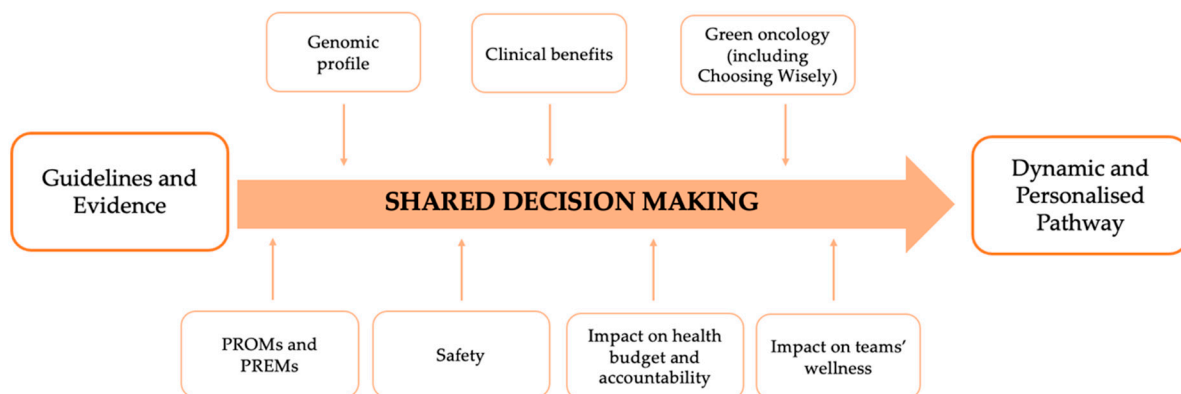 Genomic
profile
Clinical benefits
Green oncology
(including
Choosing Wisely)
Guidelines and
Evidence
SHARED DECISION MAKING
Dynamic and
Personalised
Pathway
PROMs and
PREMs
Safety
Impact on health
budget and
accountability
Impact on teams’
wellness